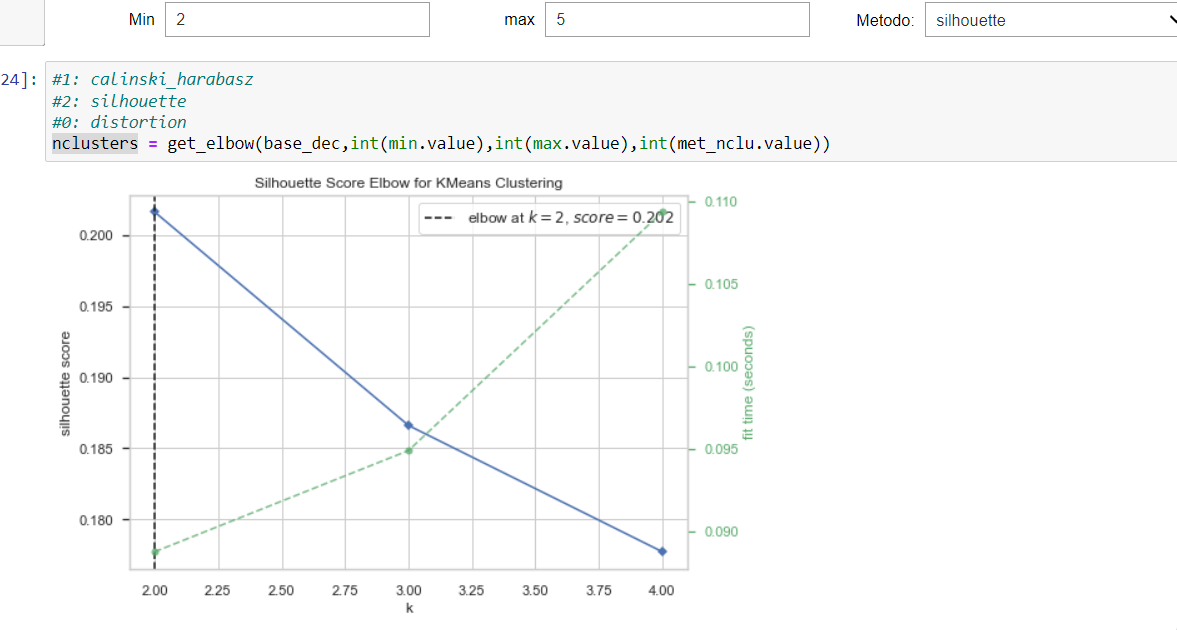 Min 2 max 5 Metodo: silhouette
24]: #1: calinski_harabasz
#2: silhouette
#0: distortion
nclusters = get_elbow(base_dec,int(min.value),int(max.value),int(met_nclu.value))
Silhouette Score Elbow for KMeans Clustering
elbow at k = 2, score = 0.202
0.200
0.195
0.190
0.185
0.180
silhouette score
0.110
0.105
0.100
0.095
0.090
fit time (seconds)
2.00 2.25 2.50 2.75 3.00 3.25 3.50 3.75 4.00
k